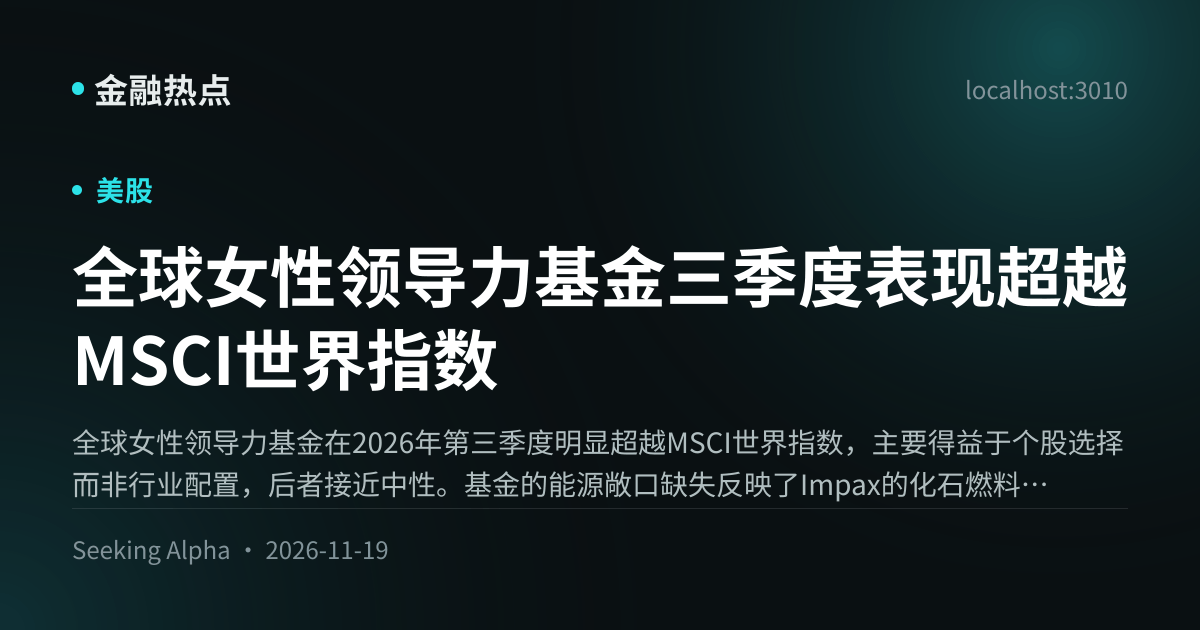 金融热点
localhost:3010
美股
全球女性领导力基金三季度表现超越
MSCI世界指数
全球女性领导力基金在2026年第三季度明显超越MSCI世界指数，主要得益于个股选择
而非行业配置，后者接近中性。基金的能源敞口缺失反映了Impax的化石燃料…
Seeking Alpha · 2026-11-19